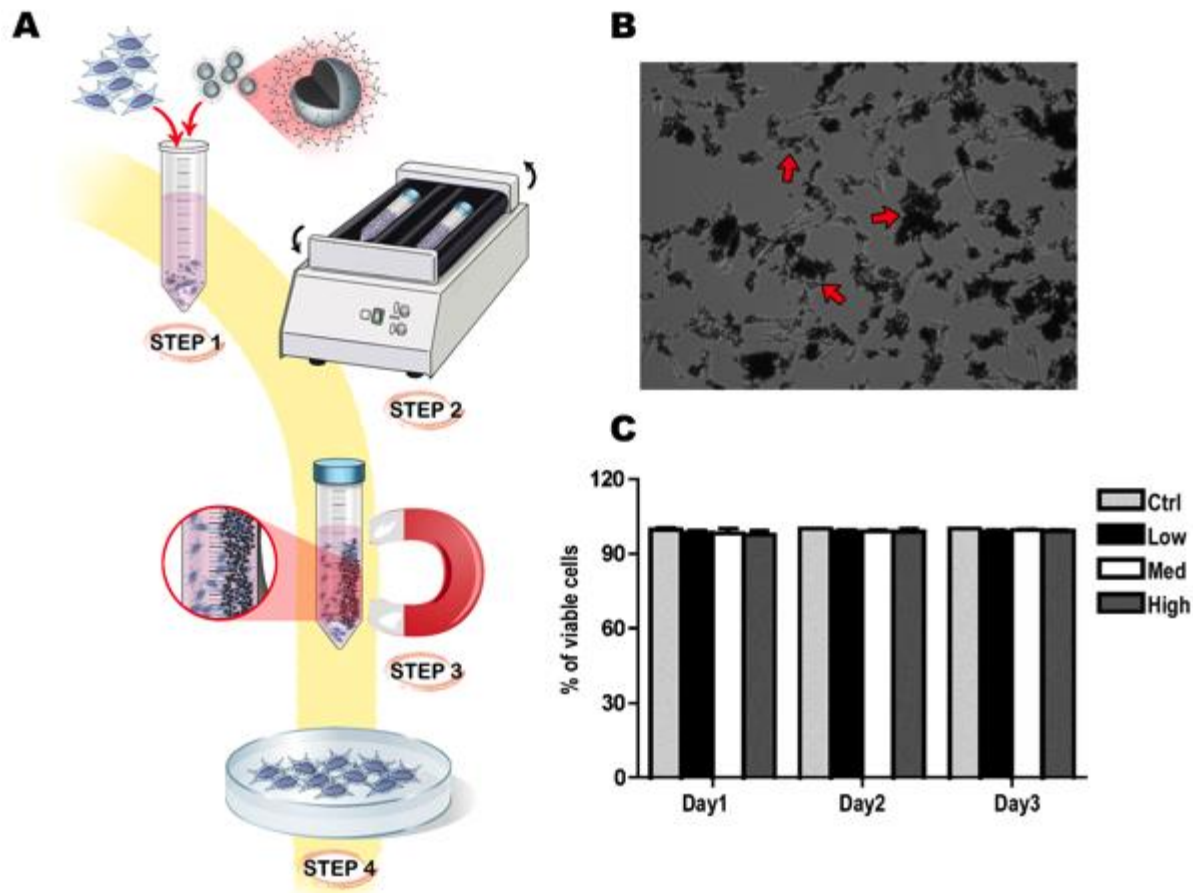 A
STEP 1
STEP 2
STEP 3
STEP 4
B
C
120
90
60
30
0
% of viable cells
Day1
Day2
Day3
Ctrl
Low
Med
High